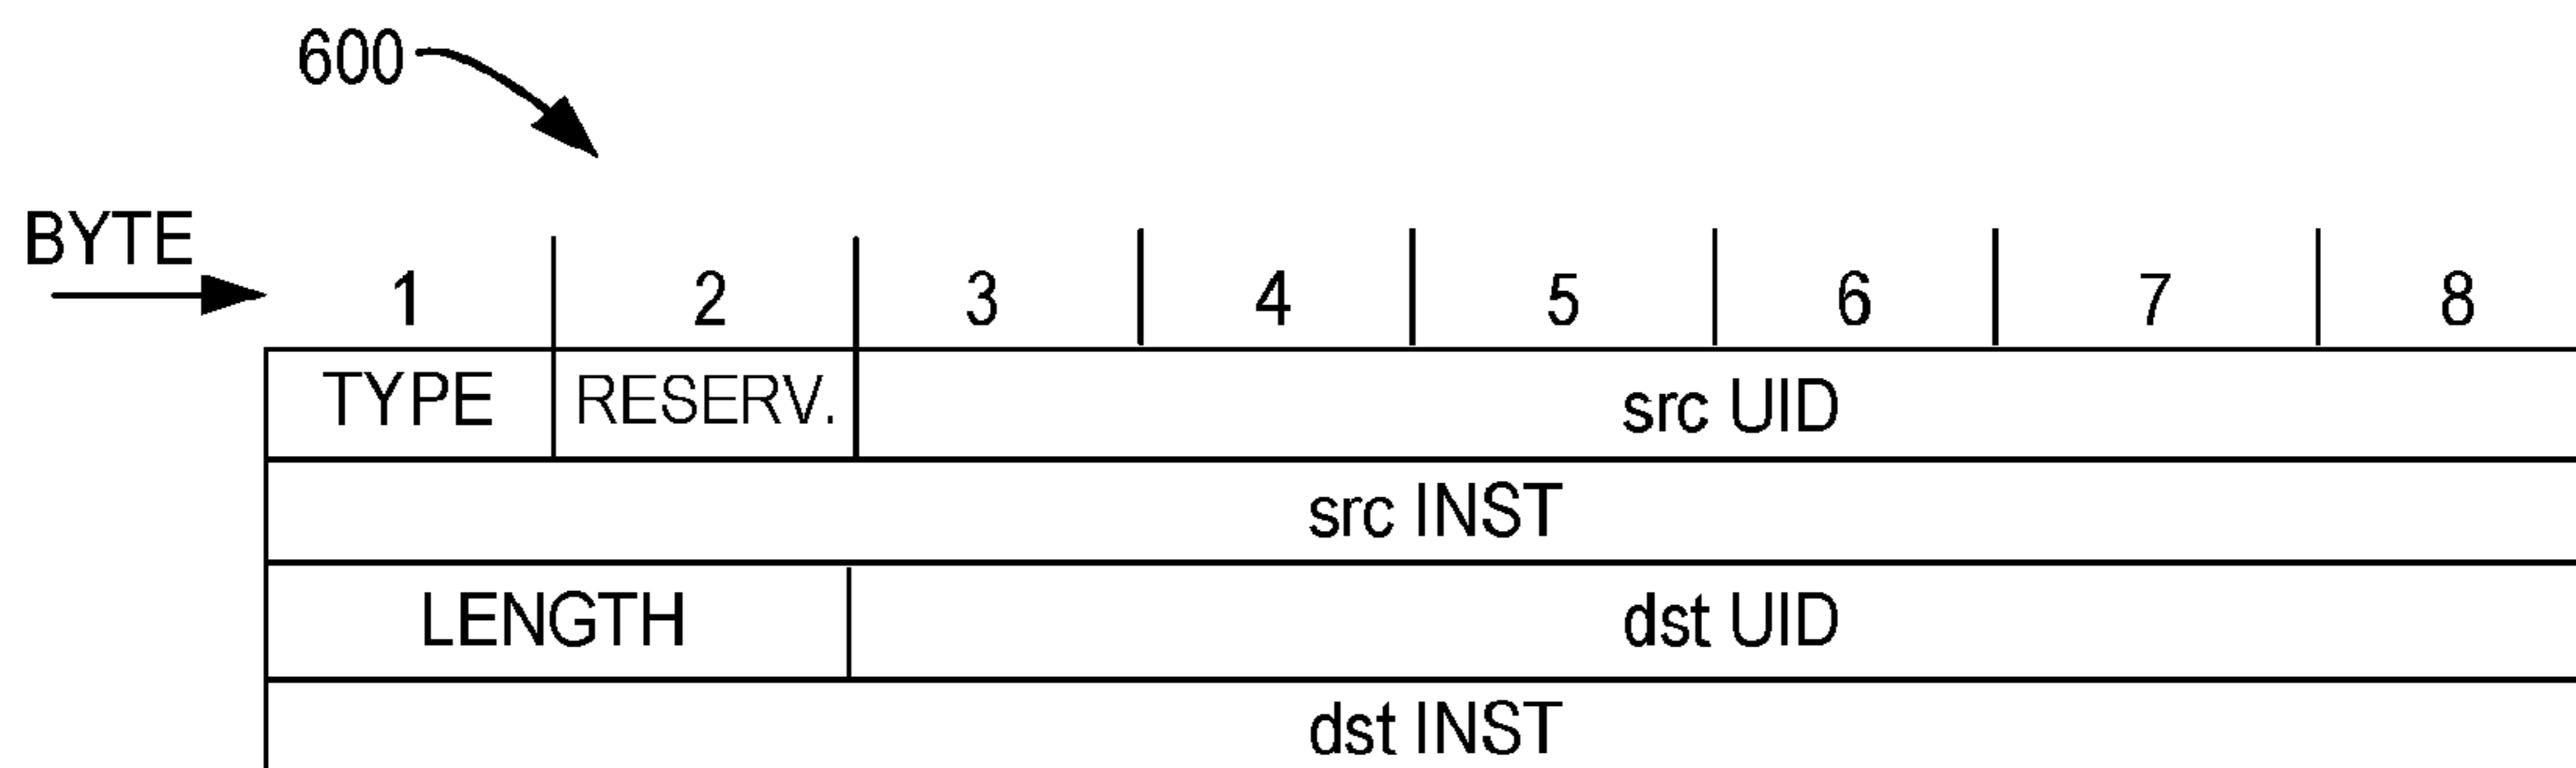 600
BYTE
1 2 3 4 5 6 7 8
TYPE RESERV. src UID
src INST
LENGTH dst UID
dst INST